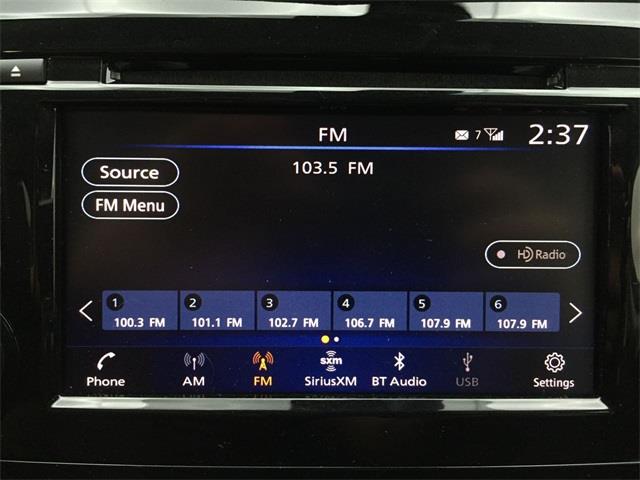 FM
7
2:37
Source
103.5 FM
FM Menu
HD Radio
1 2 3 4 5 6
100.3 FM 101.1 FM 102.7 FM 106.7 FM 107.9 FM 107.9 FM
sxm
Phone AM FM SiriusXM BT Audio USB Settings